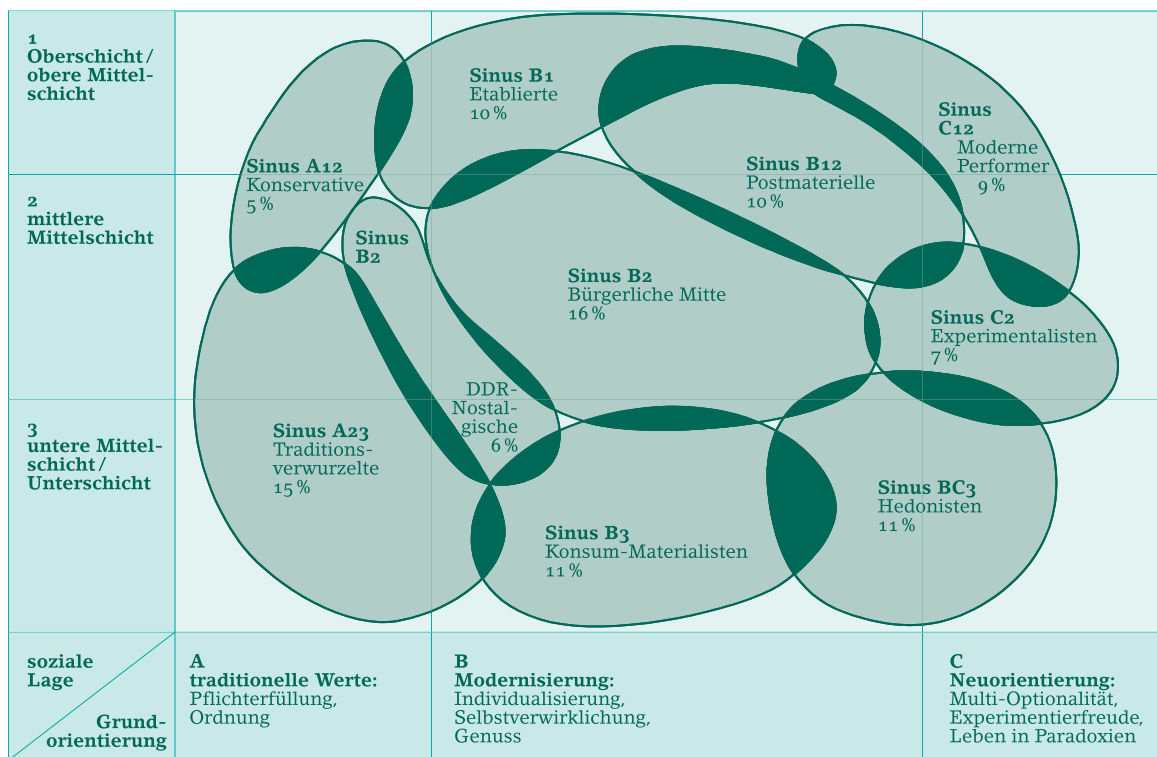 1
Oberschicht /
obere Mittel-
schicht
2
mittlere
Mittelschicht
3
untere Mittel-
schicht /
Unterschicht
Sinus B1
Etablierte
10 %
Sinus A12
Konservative
5 %
Sinus
B2
DDR-
Nostal-
gische
6 %
Sinus B12
Postmaterielle
10 %
Sinus
C12
Moderne
Performer
9 %
Sinus B2
Bürgerliche Mitte
16 %
Sinus C2
Experimentalisten
7 %
Sinus A23
Traditions-
verwurzelte
15 %
Sinus B3
Konsum-Materialisten
11 %
Sinus BC3
Hedonisten
11 %
soziale
Lage
Grund-
orientierung
A
traditionelle Werte:
Pflichterfüllung,
Ordnung
B
Modernisierung:
Individualisierung,
Selbstverwirklichung,
Genuss
C
Neuorientierung:
Multi-Optionalität,
Experimentierfreude,
Leben in Paradoxien